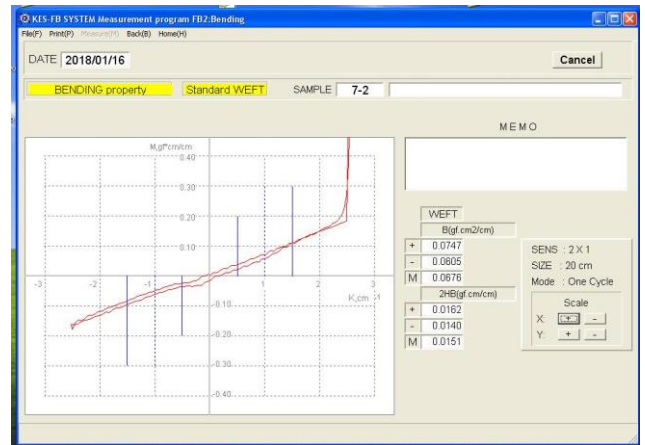 KES-FB SYSTEM Measurement program FB2:Bending
File(F) Print(P) Measure(M) Back(B) Home(H)
DATE 2018/01/16 Cancel
BENDING property Standard WEFT SAMPLE 7-2
MEMO
M,gf*cm/cm
0.40
0.30
0.20
0.10
-3 -2 -1 1 2 3
K,cm -1
-0.10
-0.20
-0.30
-0.40
WEFT
B(gf.cm2/cm)
+ 0.0747
- 0.0605
M 0.0676
2HB(gf.cm/cm)
+ 0.0162
- 0.0140
M 0.0151
SENS : 2 X 1
SIZE : 20 cm
Mode : One Cycle
Scale
X: + -
Y: + -